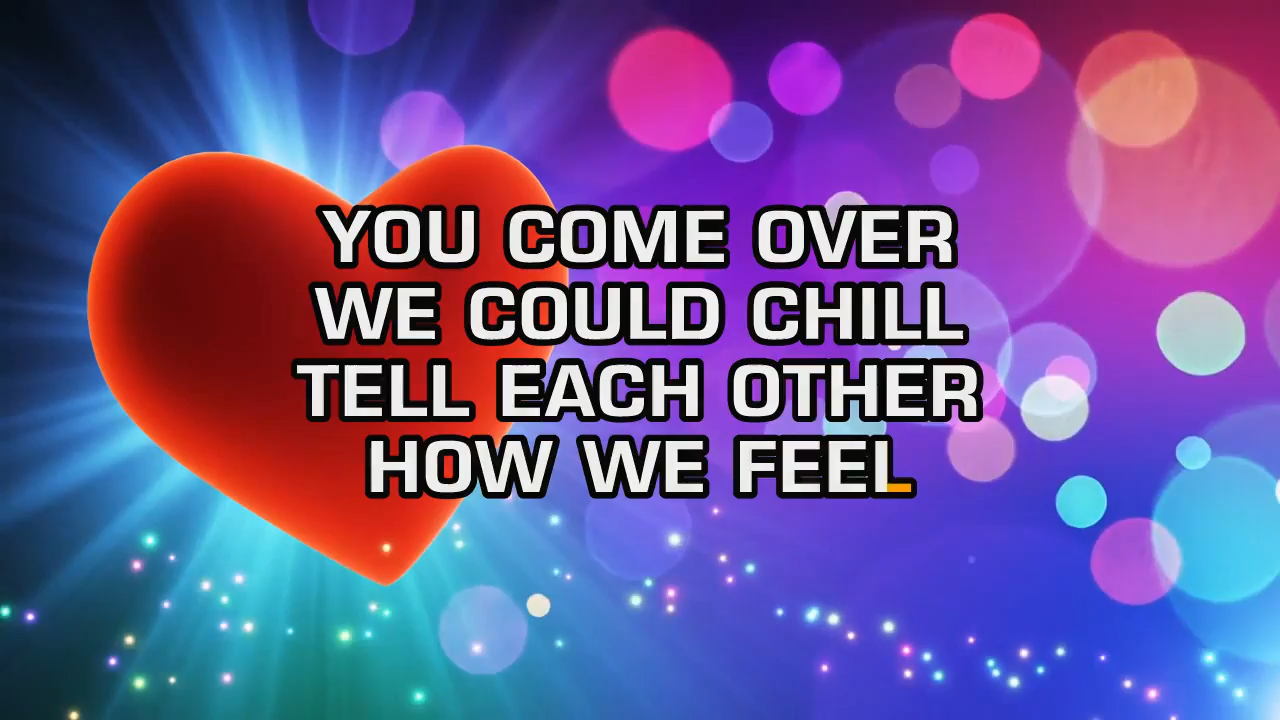 YOU COME OVER
WE COULD CHILL
TELL EACH OTHER
HOW WE FEEL